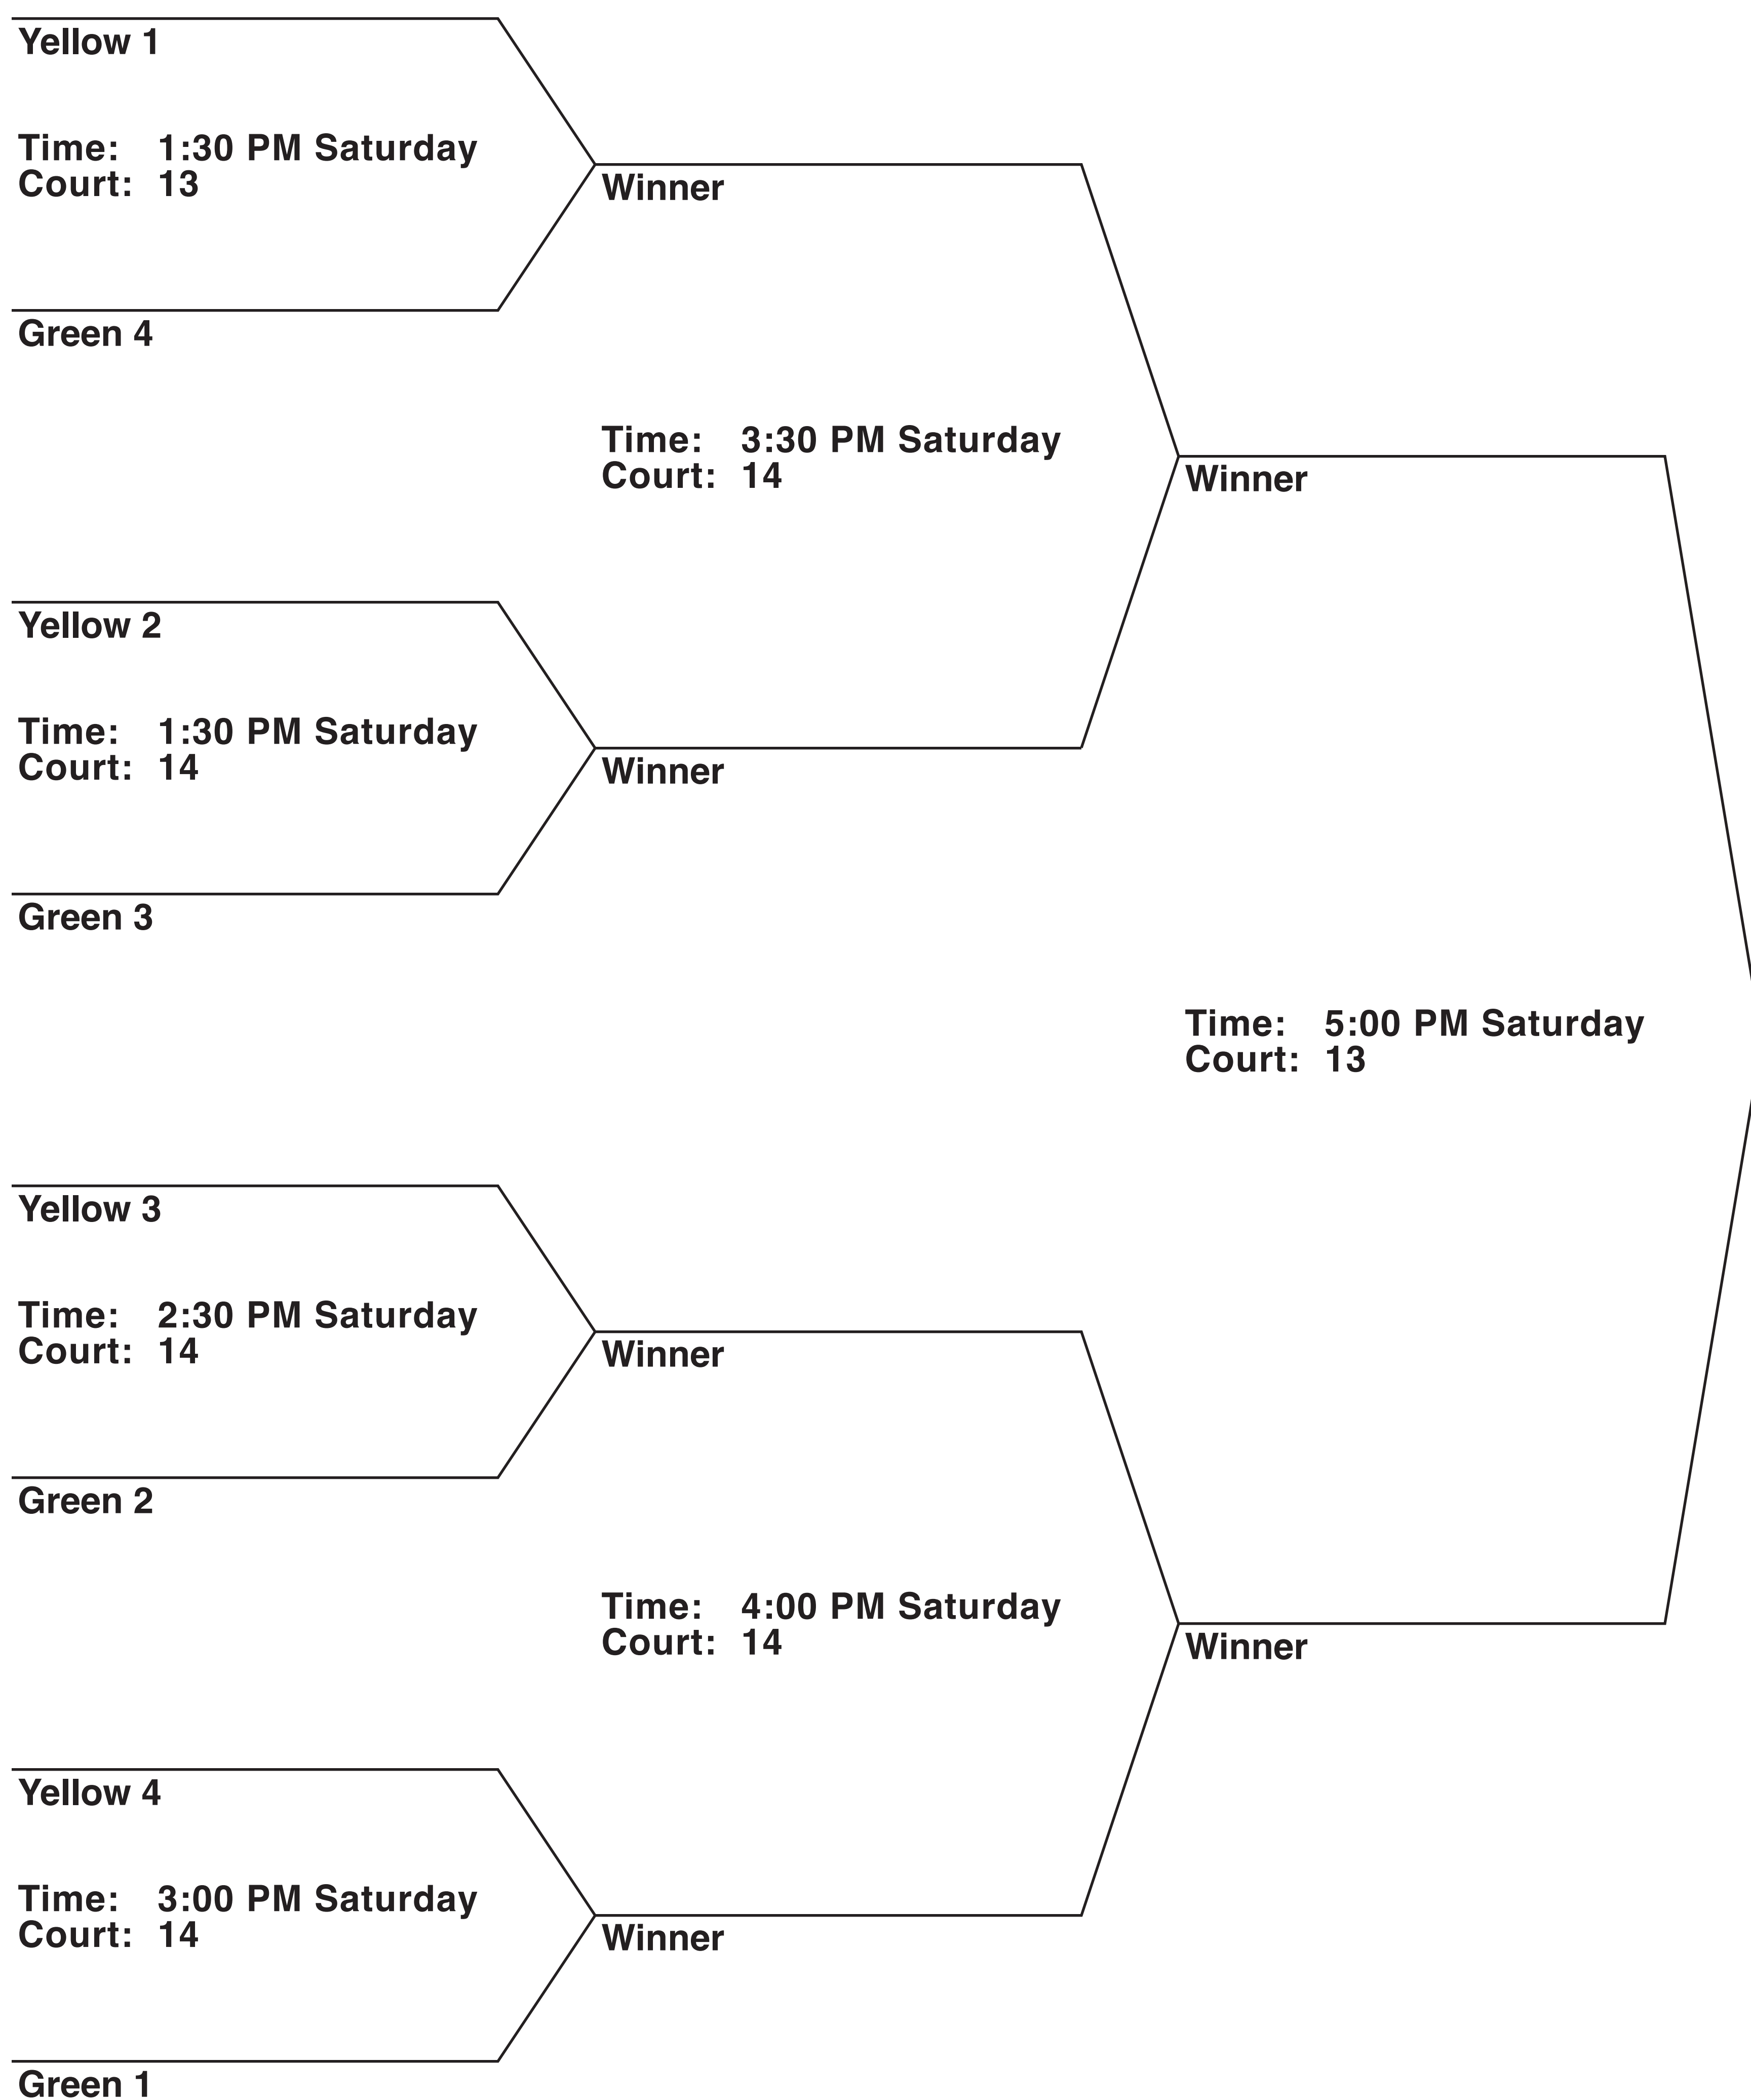 Yellow 1
Time: 1:30 PM Saturday
Court: 13
Winner
Green 4
Time: 3:30 PM Saturday
Court: 14
Winner
Yellow 2
Time: 1:30 PM Saturday
Court: 14
Winner
Green 3
Time: 5:00 PM Saturday
Court: 13
Yellow 3
Time: 2:30 PM Saturday
Court: 14
Winner
Green 2
Time: 4:00 PM Saturday
Court: 14
Winner
Yellow 4
Time: 3:00 PM Saturday
Court: 14
Winner
Green 1